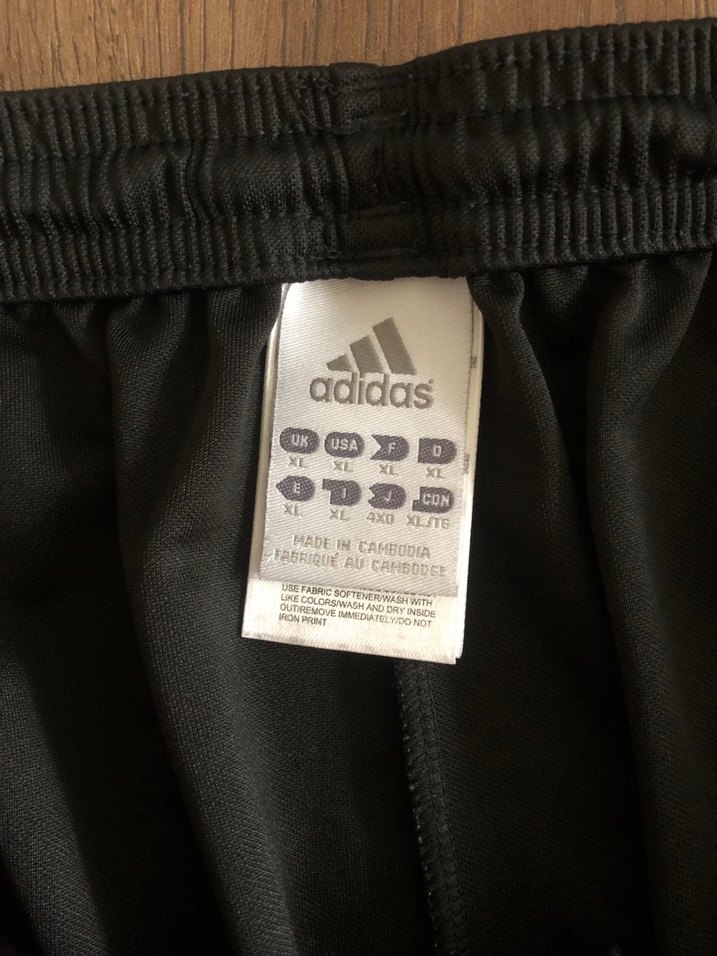 adidas
UK USA F D
XL XL XL XL
E I J CDN
XL XL 4XO XL/TG
MADE IN CAMBODIA
FABRIQUÉ AU CAMBODGE
USE FABRIC SOFTENER/WASH WITH
LIKE COLORS/WASH AND DRY INSIDE
OUT/REMOVE IMMEDIATELY/DO NOT
IRON PRINT